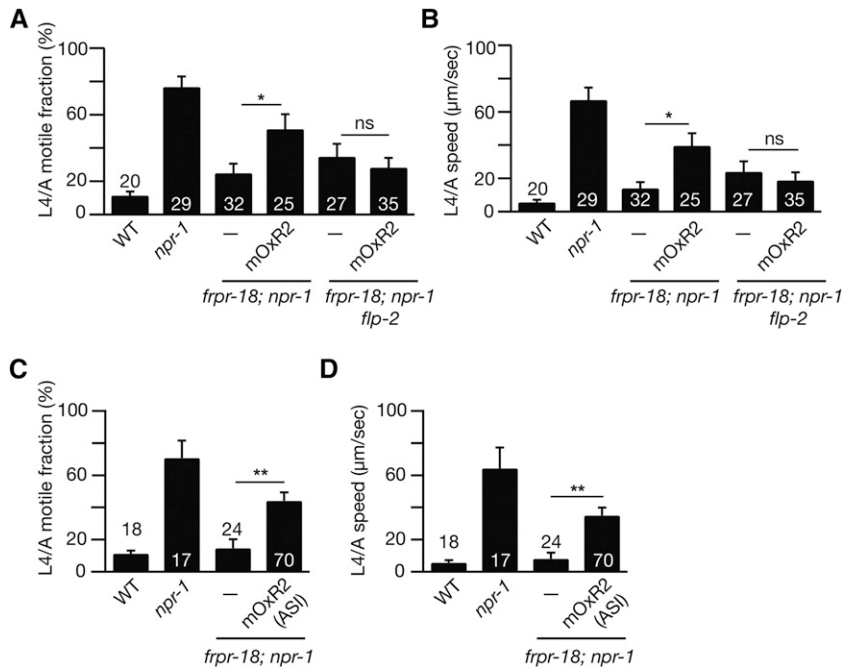 A
L4/A motile fraction (%)
100
60
20
0
20
29
32
25
27
35
*
ns
WT
npr-1
—
mOxR2
—
mOxR2
frpr-18; npr-1
frpr-18; npr-1
flp-2
B
L4/A speed (µm/sec)
100
60
20
0
20
29
32
25
27
35
*
ns
WT
npr-1
—
mOxR2
—
mOxR2
frpr-18; npr-1
frpr-18; npr-1
flp-2
C
L4/A motile fraction (%)
100
60
20
0
18
17
24
70
**
WT
npr-1
—
mOxR2
(ASI)
frpr-18; npr-1
D
L4/A speed (µm/sec)
100
60
20
0
18
17
24
70
**
WT
npr-1
—
mOxR2
(ASI)
frpr-18; npr-1